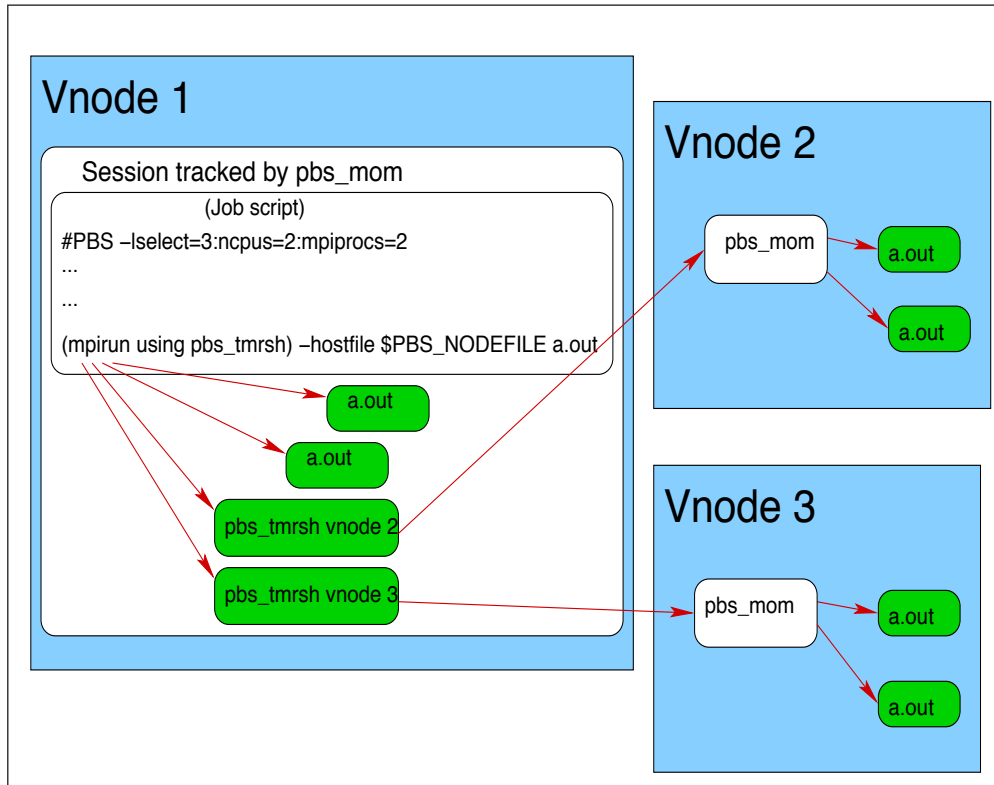 Vnode 1
Session tracked by pbs_mom
(Job script)
#PBS –lselect=3:ncpus=2:mpiprocs=2
...
...
(mpirun using pbs_tmrsh) –hostfile $PBS_NODEFILE a.out
a.out
a.out
pbs_tmrsh vnode 2
pbs_tmrsh vnode 3
Vnode 2
pbs_mom
a.out
a.out
Vnode 3
pbs_mom
a.out
a.out